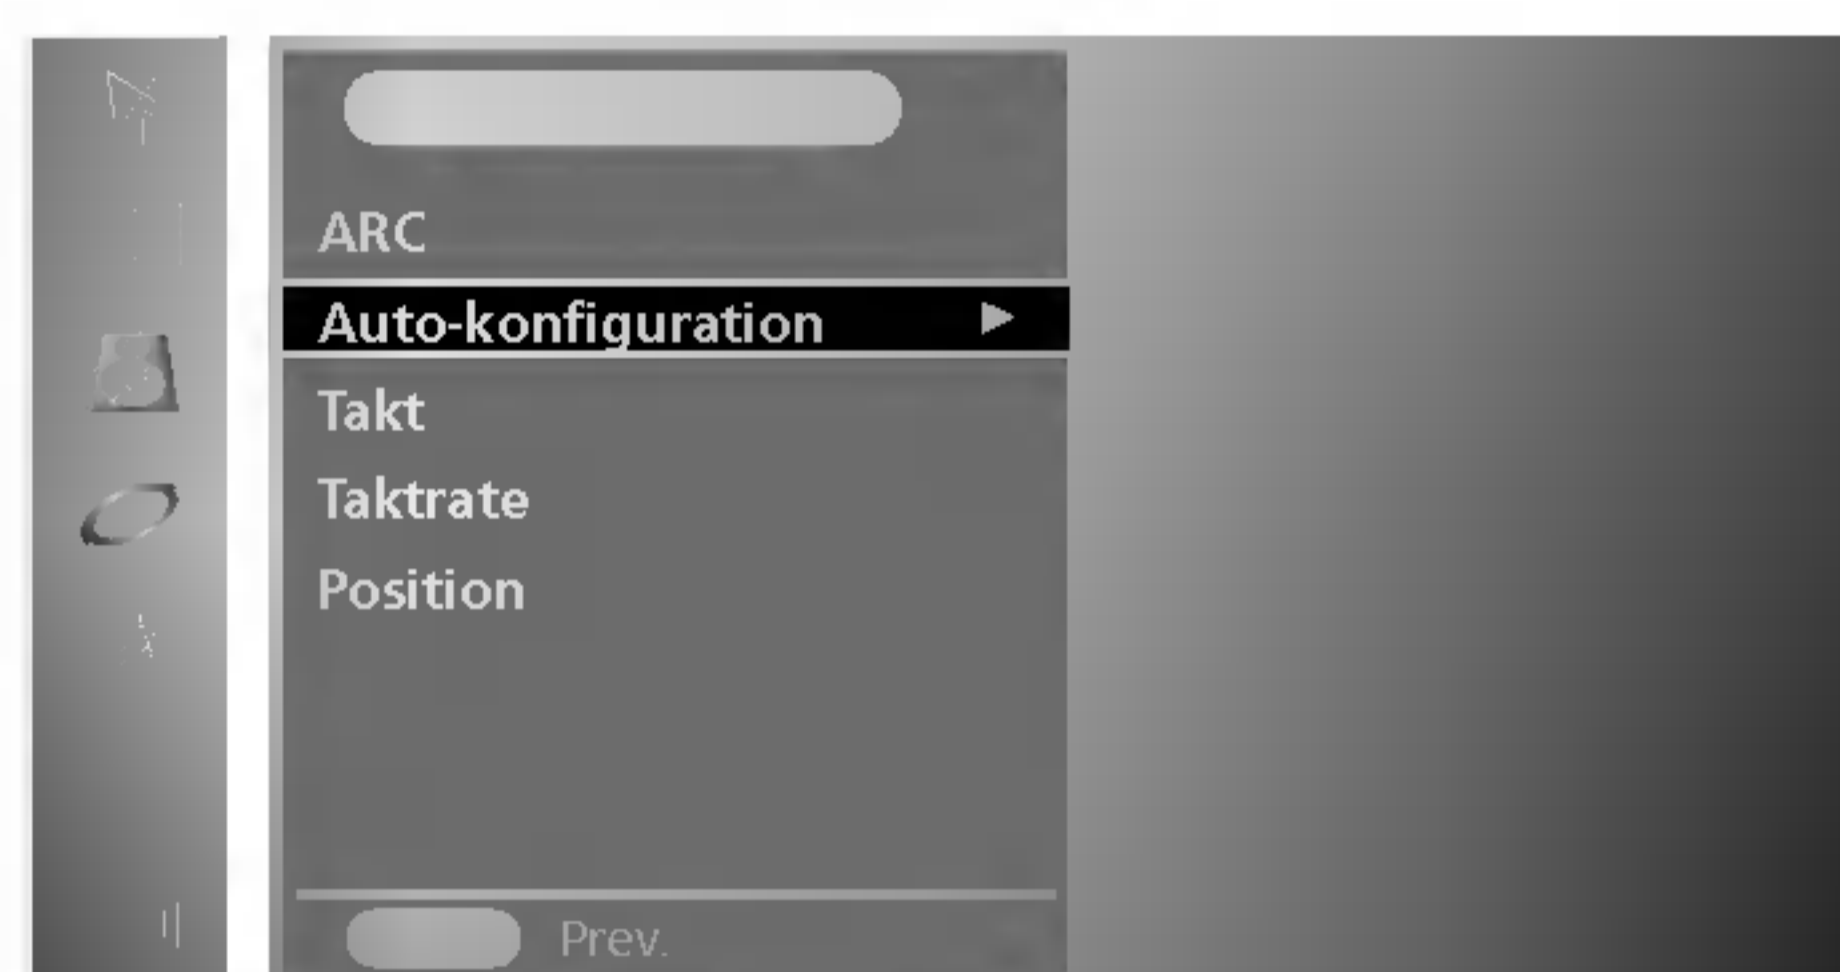 ARC
Auto-konfiguration
Takt
Taktrate
Position
Prev.